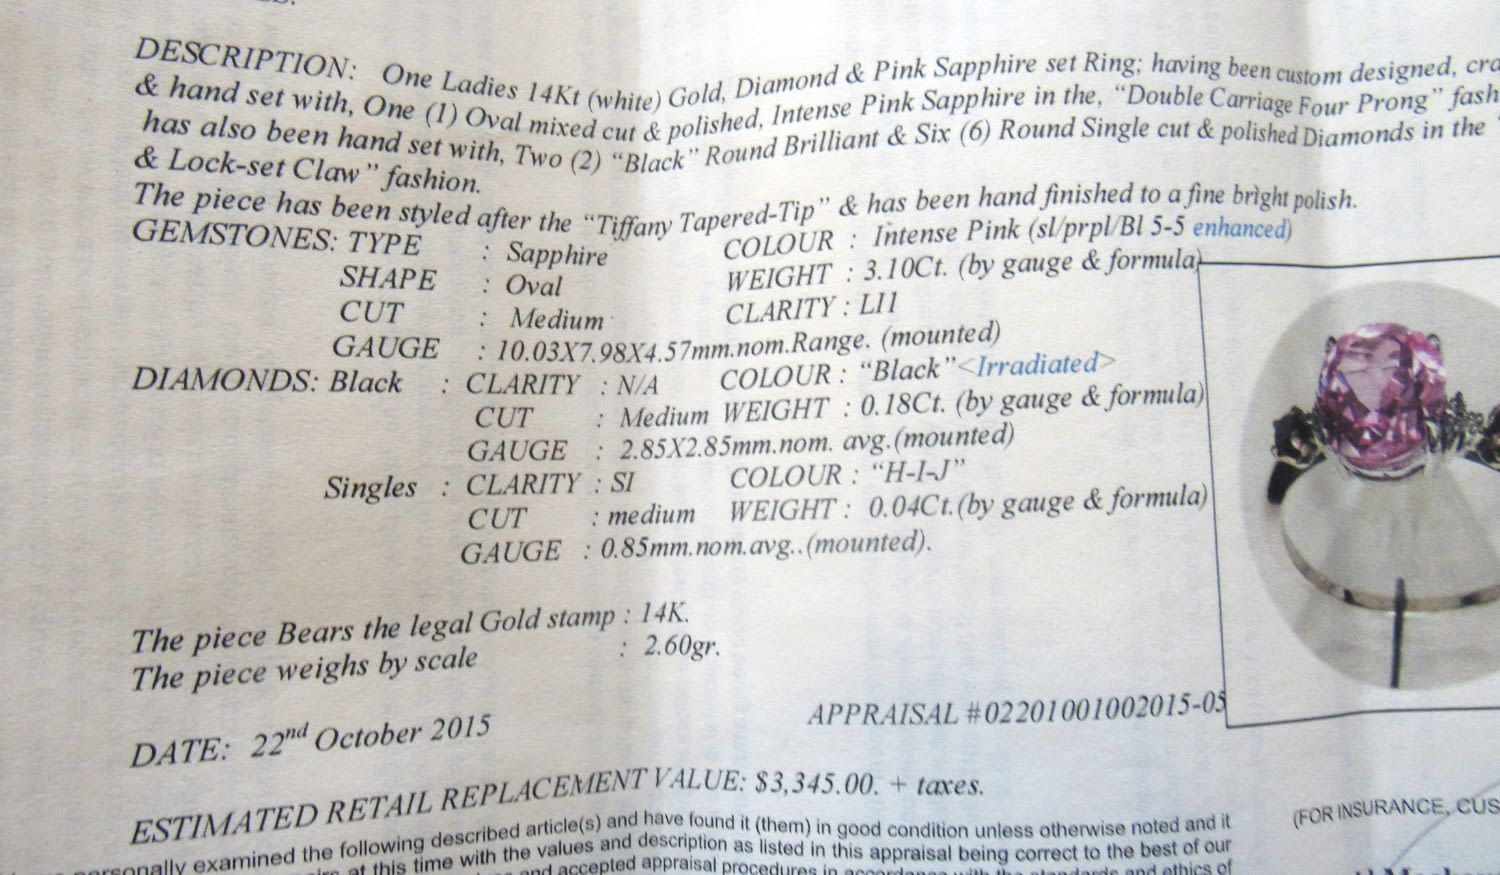 DESCRIPTION: One Ladies 14Kt (white) Gold, Diamond & Pink Sapphire set Ring; having been custom designed, cra
& hand set with, One (1) Oval mixed cut & polished, Intense Pink Sapphire in the, "Double Carriage Four Prong" fash
has also been hand set with, Two (2) "Black" Round Brilliant & Six (6) Round Single cut & polished Diamonds in the "
& Lock-set Claw" fashion.
The piece has been styled after the "Tiffany Tapered-Tip" & has been hand finished to a fine bright polish.
GEMSTONES: TYPE : Sapphire COLOUR : Intense Pink (sl/prpl/Bl 5-5 enhanced)
SHAPE : Oval WEIGHT : 3.10Ct. (by gauge & formula)
CUT : Medium CLARITY : LI1
GAUGE : 10.03X7.98X4.57mm.nom.Range. (mounted)
DIAMONDS: Black : CLARITY : N/A COLOUR : "Black" <Irradiated>
CUT : Medium WEIGHT : 0.18Ct. (by gauge & formula)
GAUGE : 2.85X2.85mm.nom. avg.(mounted)
Singles : CLARITY : SI COLOUR : "H-I-J"
CUT : medium WEIGHT : 0.04Ct.(by gauge & formula)
GAUGE : 0.85mm.nom.avg..(mounted).
The piece Bears the legal Gold stamp : 14K.
The piece weighs by scale : 2.60gr.
APPRAISAL #02201001002015-05
DATE: 22nd October 2015
ESTIMATED RETAIL REPLACEMENT VALUE: $3,345.00. + taxes.
(FOR INSURANCE, CUS
personally examined the following described article(s) and have found it (them) in good condition unless otherwise noted and it
at this time with the values and description as listed in this appraisal being correct to the best of our
and accepted appraisal procedures in accordance with the standards and ethics of